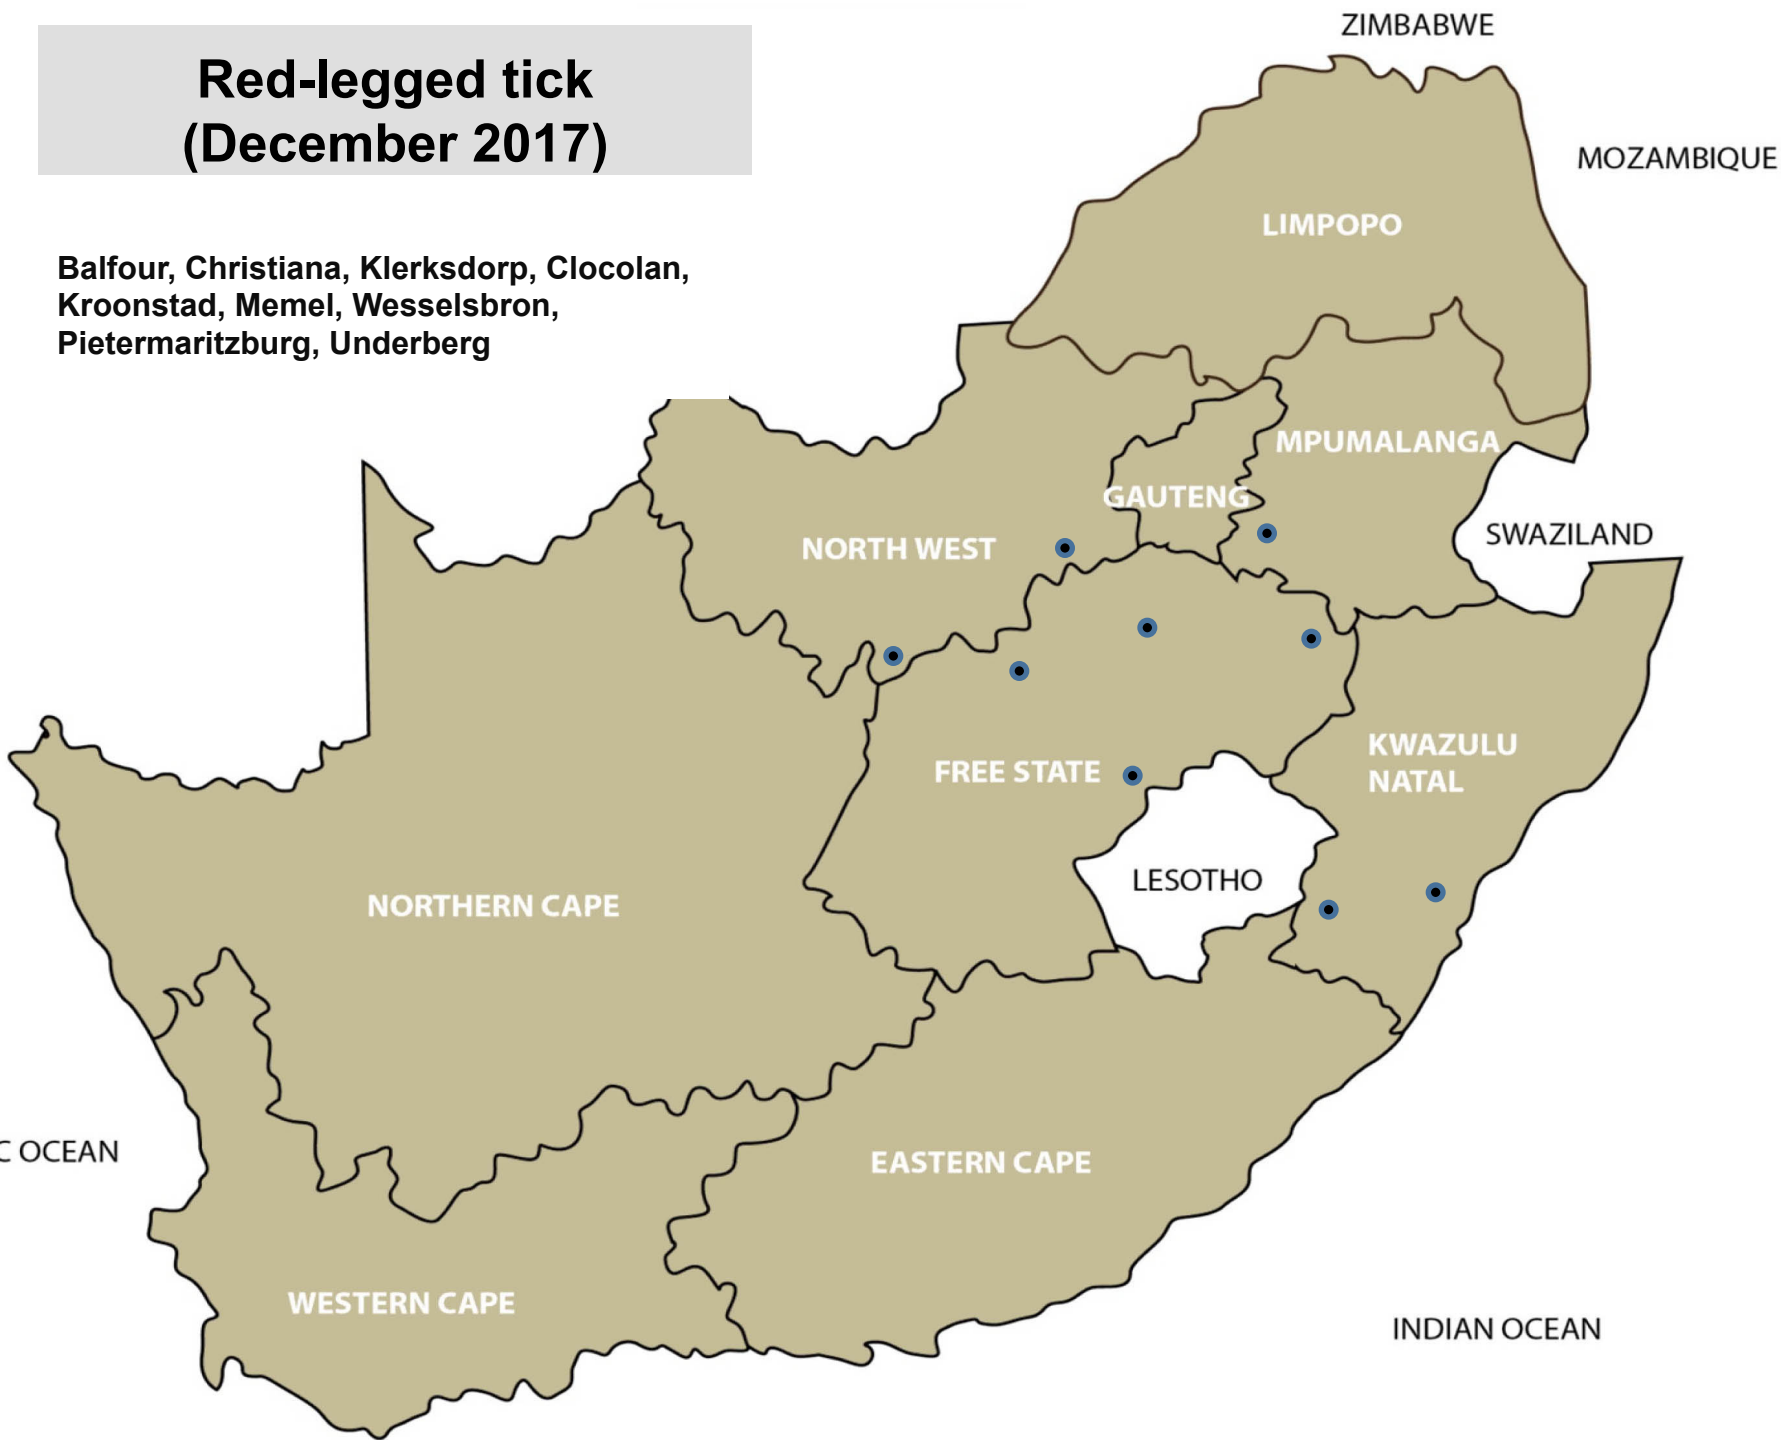 Red-legged tick
(December 2017)
Balfour, Christiana, Klerksdorp, Clocolan,
Kroonstad, Memel, Wesselsbron,
Pietermaritzburg, Underberg
ZIMBABWE
MOZAMBIQUE
LIMPOPO
MPUMALANGA
GAUTENG
SWAZILAND
NORTH WEST
KWAZULU
NATAL
FREE STATE
LESOTHO
NORTHERN CAPE
C OCEAN
EASTERN CAPE
WESTERN CAPE
INDIAN OCEAN